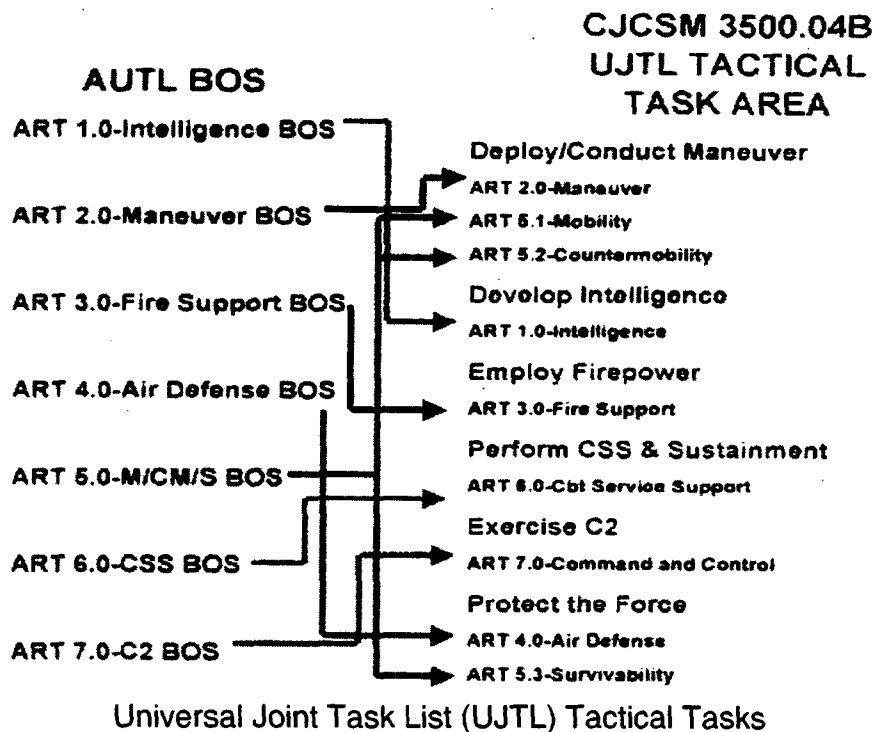 CJCSM 3500.04B
UJTL TACTICAL
TASK AREA
AUTL BOS
ART 1.0-Intelligence BOS
ART 2.0-Maneuver BOS
ART 3.0-Fire Support BOS
ART 4.0-Air Defense BOS
ART 5.0-M/CM/S BOS
ART 6.0-CSS BOS
ART 7.0-C2 BOS
Deploy/Conduct Maneuver
ART 2.0-Maneuver
ART 5.1-Mobility
ART 5.2-Countermobility
Develop Intelligence
ART 1.0-Intelligence
Employ Firepower
ART 3.0-Fire Support
Perform CSS & Sustainment
ART 6.0-Cbt Service Support
Exercise C2
ART 7.0-Command and Control
Protect the Force
ART 4.0-Air Defense
ART 5.3-Survivability
Universal Joint Task List (UJTL) Tactical Tasks